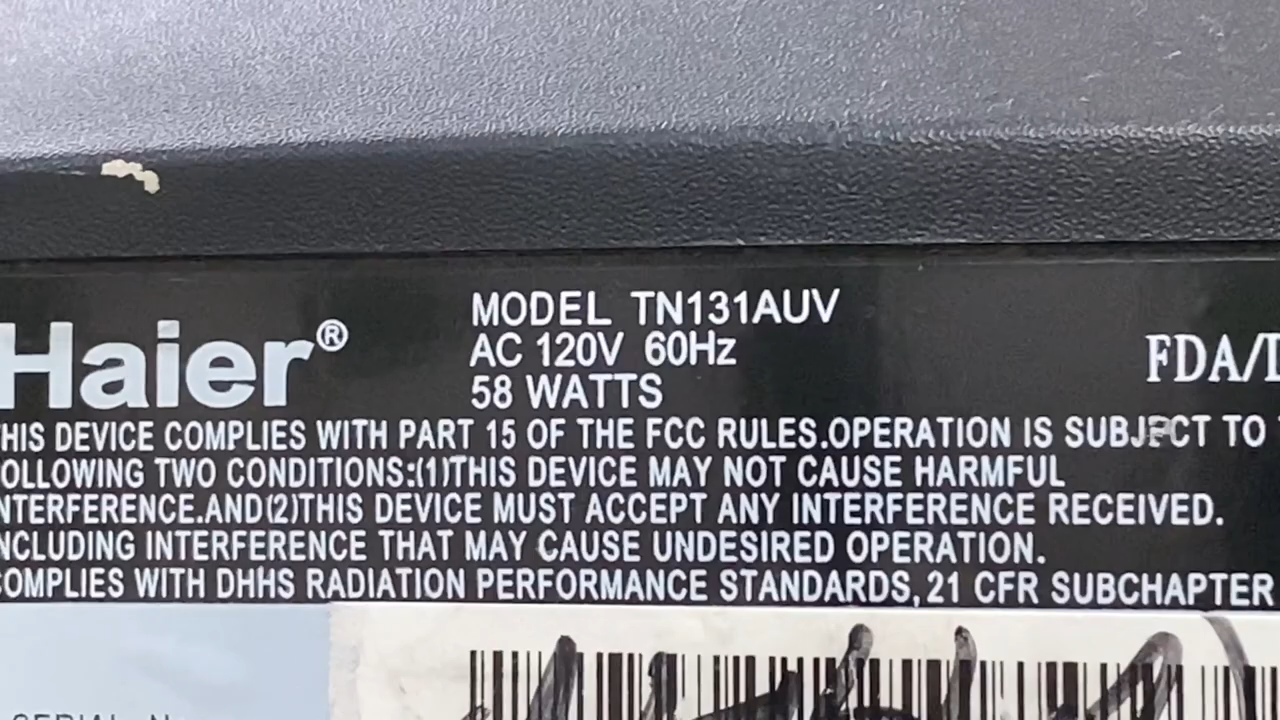 Haier®
MODEL TN131AUV
AC 120V 60Hz
58 WATTS
FDA/
HIS DEVICE COMPLIES WITH PART 15 OF THE FCC RULES.OPERATION IS SUBJECT TO
OLLOWING TWO CONDITIONS:(1)THIS DEVICE MAY NOT CAUSE HARMFUL
NTERFERENCE.AND(2)THIS DEVICE MUST ACCEPT ANY INTERFERENCE RECEIVED.
NCLUDING INTERFERENCE THAT MAY CAUSE UNDESIRED OPERATION.
COMPLIES WITH DHHS RADIATION PERFORMANCE STANDARDS,21 CFR SUBCHAPTER
SERIAL N